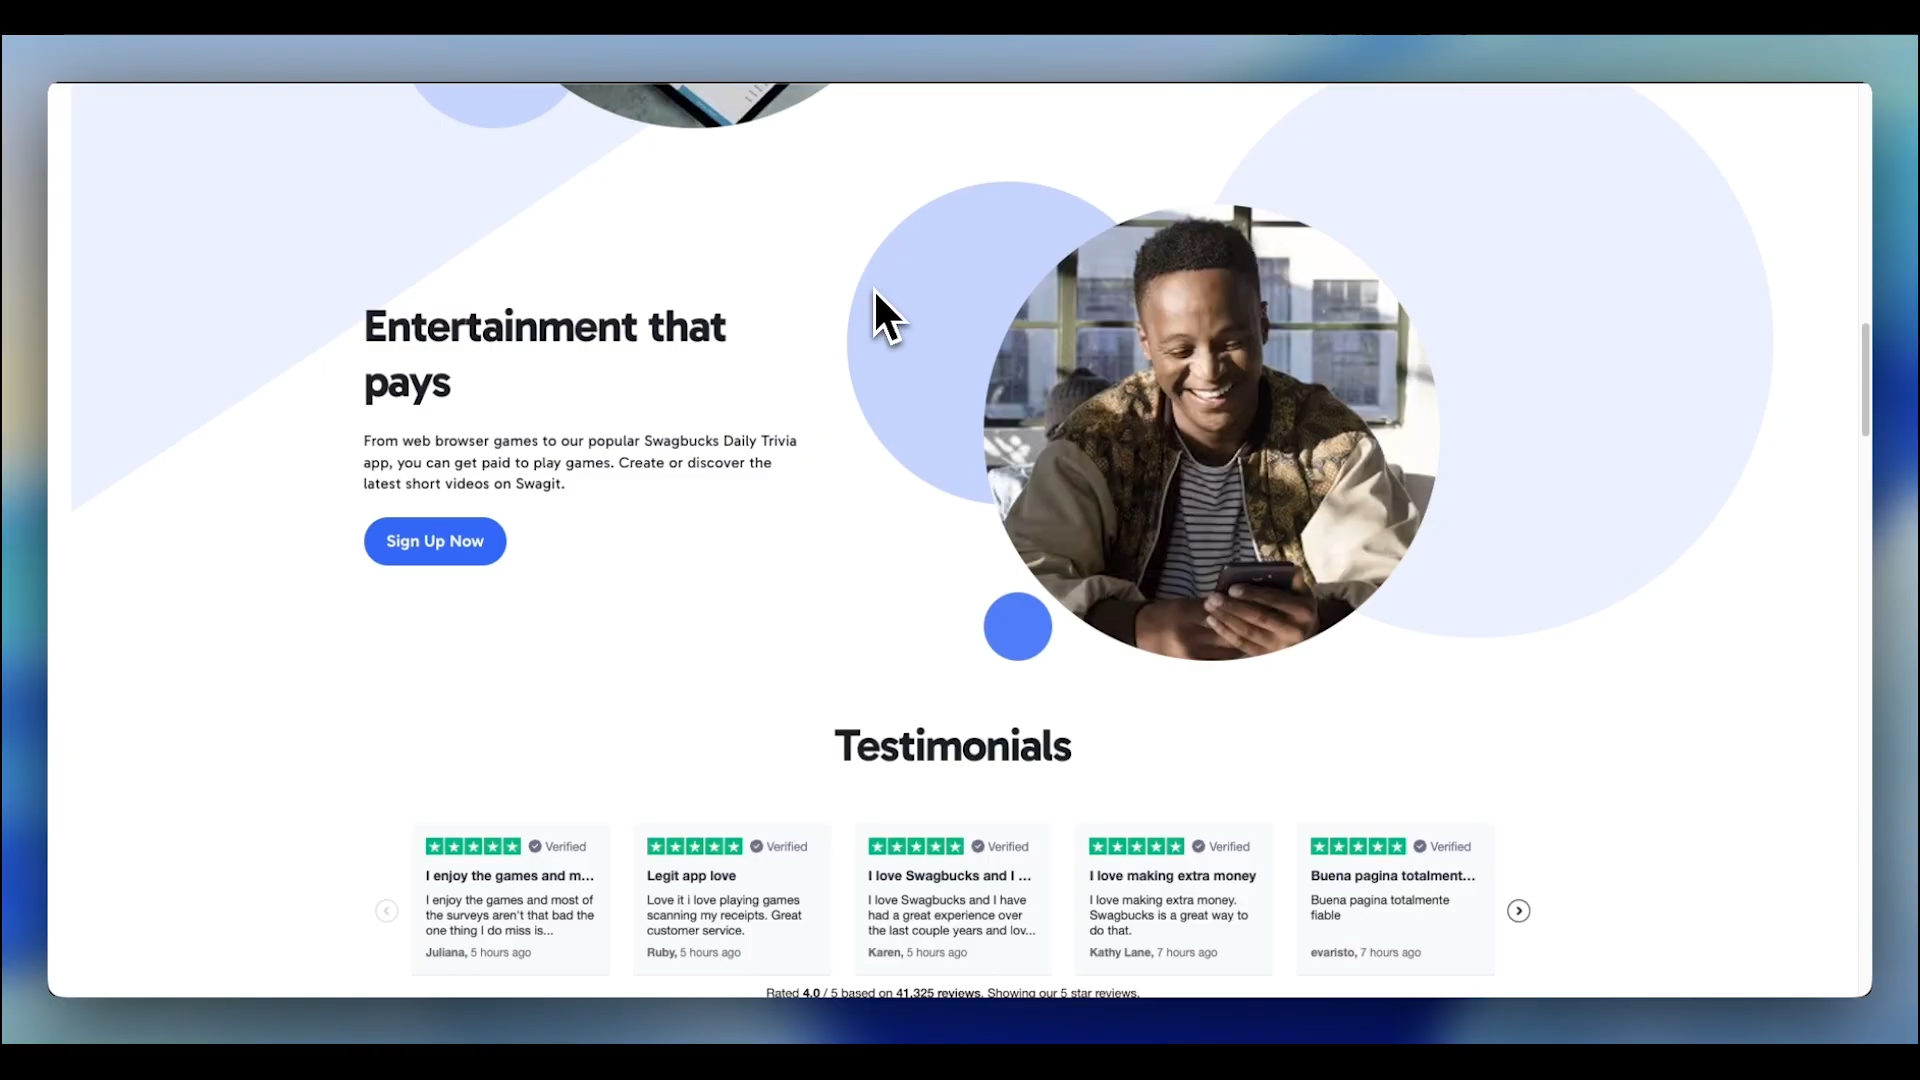 Entertainment that
pays
From web browser games to our popular Swagbucks Daily Trivia
app, you can get paid to play games. Create or discover the
latest short videos on Swagit.
Sign Up Now
Testimonials
Verified
I enjoy the games and m...
I enjoy the games and most of
the surveys aren't that bad the
one thing I do miss is...
Juliana, 5 hours ago
Verified
Legit app love
Love it i love playing games
scanning my receipts. Great
customer service.
Ruby, 5 hours ago
Verified
I love Swagbucks and I ...
I love Swagbucks and I have
had a great experience over
the last couple years and lov...
Karen, 5 hours ago
Verified
I love making extra money
I love making extra money.
Swagbucks is a great way to
do that.
Kathy Lane, 7 hours ago
Verified
Buena pagina totalment...
Buena pagina totalmente
fiable
evaristo, 7 hours ago
Rated 4.0 / 5 based on 41,325 reviews. Showing our 5 star reviews.